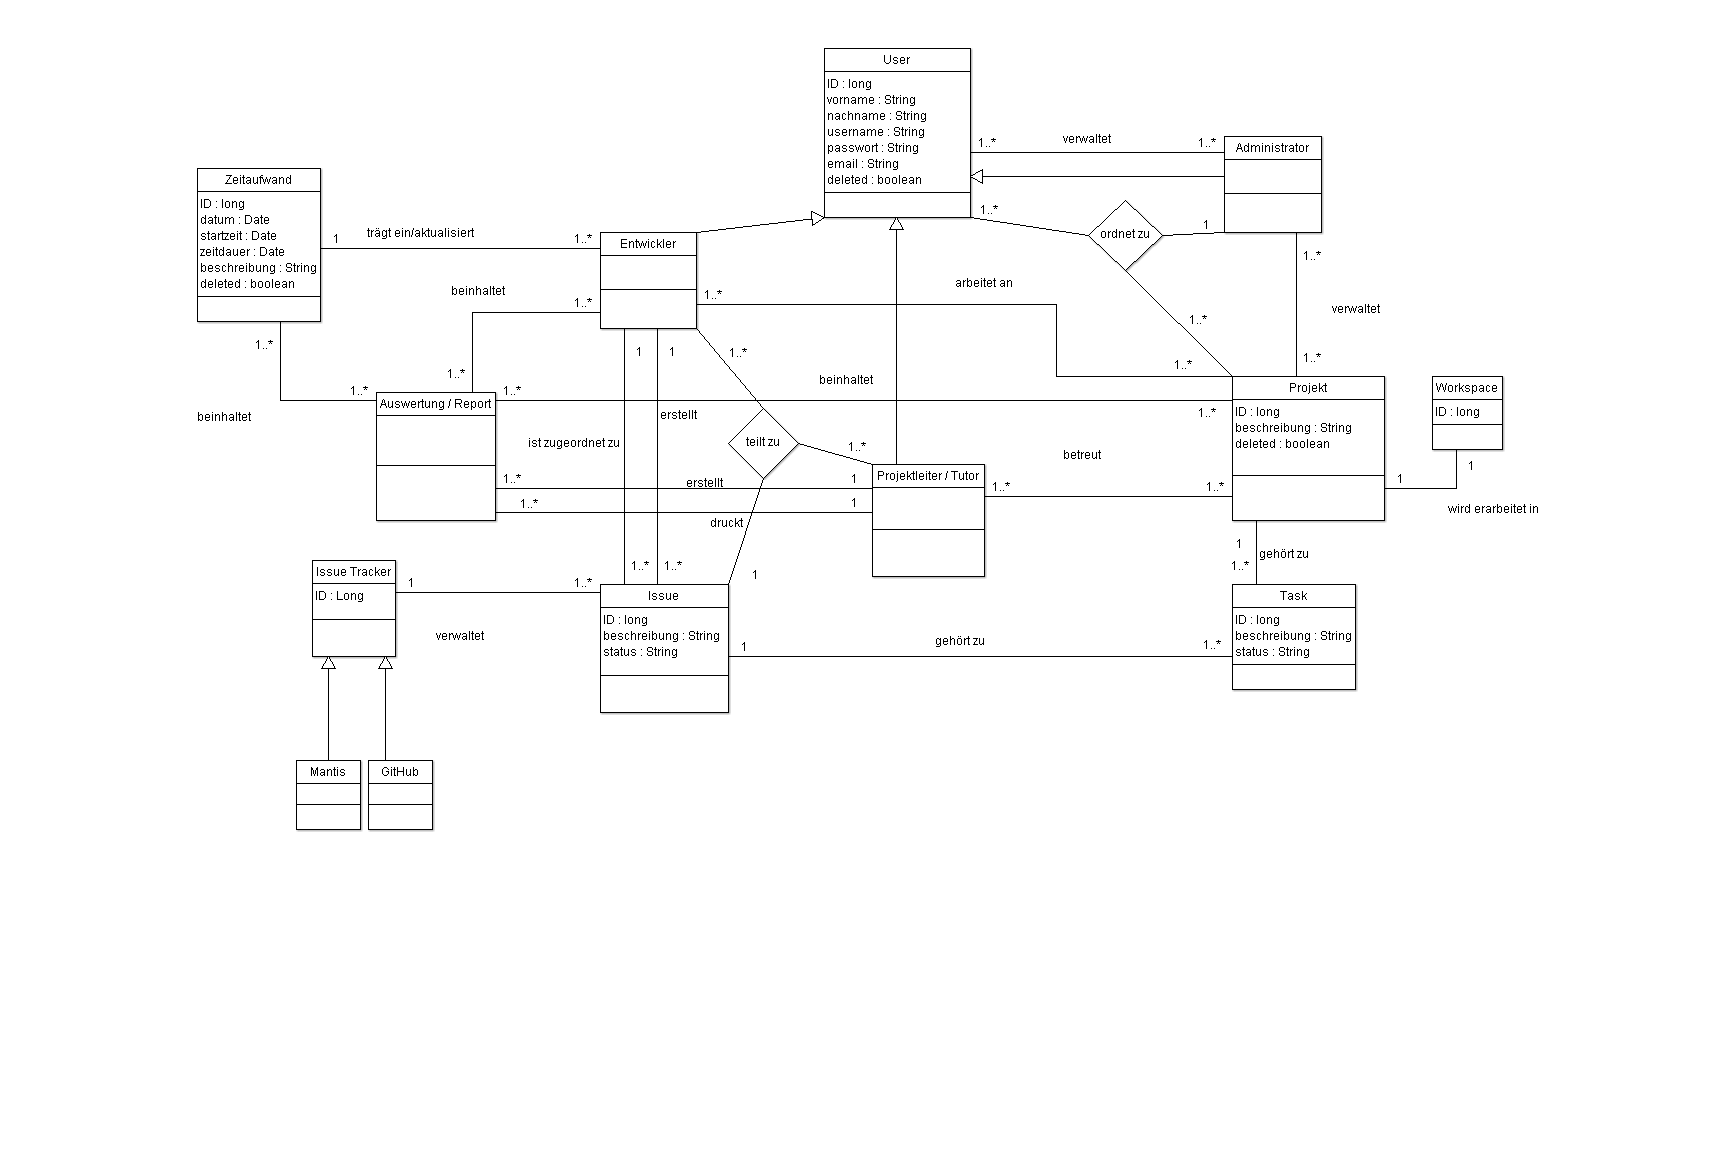 User
ID : long
vorname : String
nachname : String
username : String
passwort : String
email : String
deleted : boolean
1..*
verwaltet
1..*
Administrator
Zeitaufwand
ID : long
datum : Date
startzeit : Date
zeitdauer : Date
beschreibung : String
deleted : boolean
1
trägt ein/aktualisiert
1..*
Entwickler
1..*
ordnet zu
1
1..*
verwaltet
1..*
beinhaltet
1..*
1..*
1..*
arbeitet an
1..*
1..*
1..*
beinhaltet
1..*
Auswertung / Report
1..*
beinhaltet
1..*
1
1
ist zugeordnet zu
erstellt
1..*
1..*
1..*
teilt zu
1..*
1
Projektleiter / Tutor
1..*
erstellt
1
1..*
druckt
1
1..*
betreut
1..*
Projekt
ID : long
beschreibung : String
deleted : boolean
Workspace
ID : long
1
1
wird erarbeitet in
1
gehört zu
1..*
Issue Tracker
ID : Long
1
verwaltet
1..*
Issue
ID : long
beschreibung : String
status : String
1
gehört zu
1..*
Task
ID : long
beschreibung : String
status : String
Mantis
GitHub